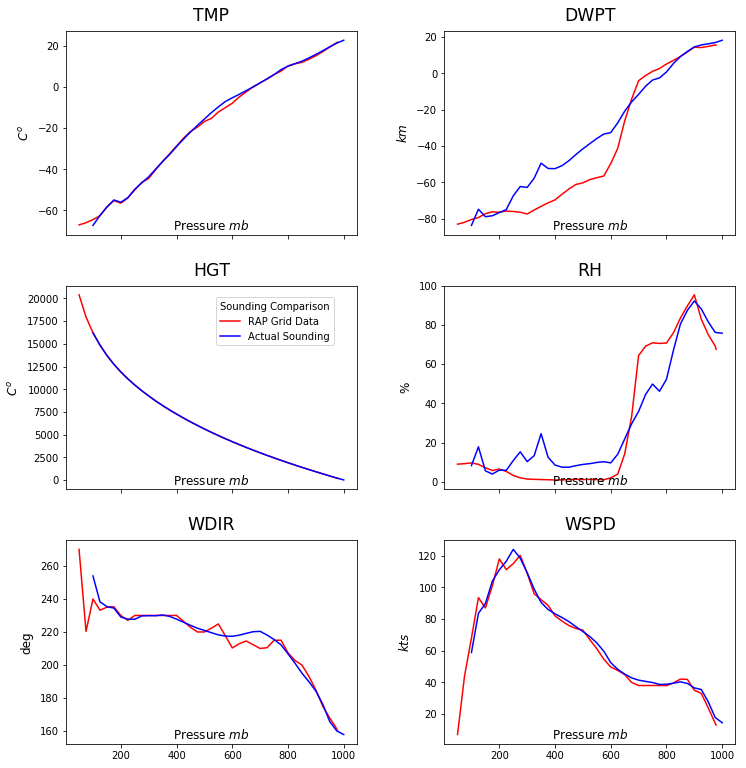 TMP
20
0
−20
−40
−60
C°
Pressure mb
DWPT
20
0
−20
−40
−60
−80
km
Pressure mb
HGT
20000
17500
15000
12500
10000
7500
5000
2500
0
C°
Sounding Comparison
RAP Grid Data
Actual Sounding
Pressure mb
RH
100
80
60
40
20
0
%
Pressure mb
WDIR
260
240
220
200
180
160
deg
Pressure mb
200 400 600 800 1000
WSPD
120
100
80
60
40
20
kts
Pressure mb
200 400 600 800 1000